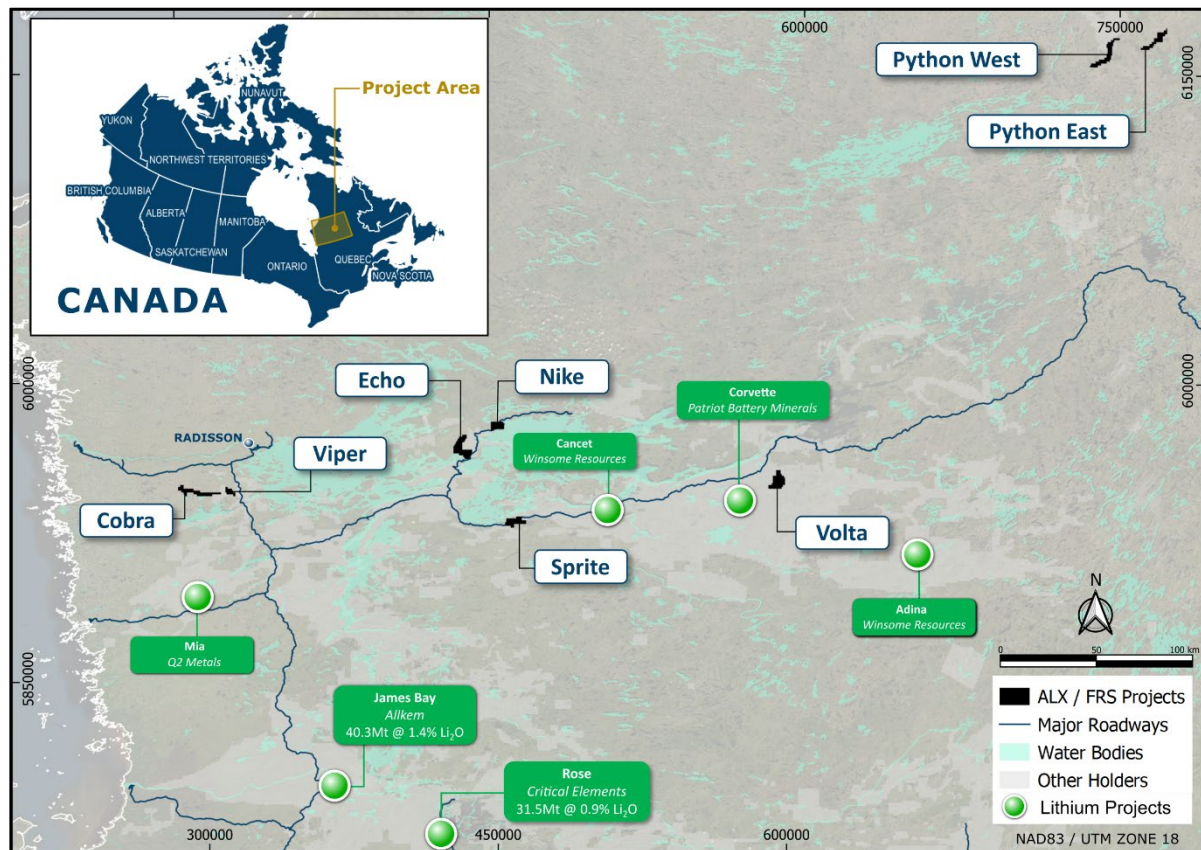 600000
750000
NUNAVUT
YUKON
NORTHWEST TERRITORIES
BRITISH COLUMBIA
ALBERTA
SASKATCHEWAN
MANITOBA
ONTARIO
QUEBEC
NOVA SCOTIA
Project Area
CANADA
Python West
Python East
6150000
6000000
6000000
Echo
Nike
Corvette
Patriot Battery Minerals
RADISSON
Viper
Cancet
Winsome Resources
Cobra
Sprite
Volta
Mia
Q2 Metals
Adina
Winsome Resources
N
0
50
100 km
5850000
James Bay
Allkem
40.3Mt @ 1.4% Li₂O
Rose
Critical Elements
31.5Mt @ 0.9% Li₂O
ALX / FRS Projects
Major Roadways
Water Bodies
Other Holders
Lithium Projects
300000
450000
600000
NAD83 / UTM ZONE 18